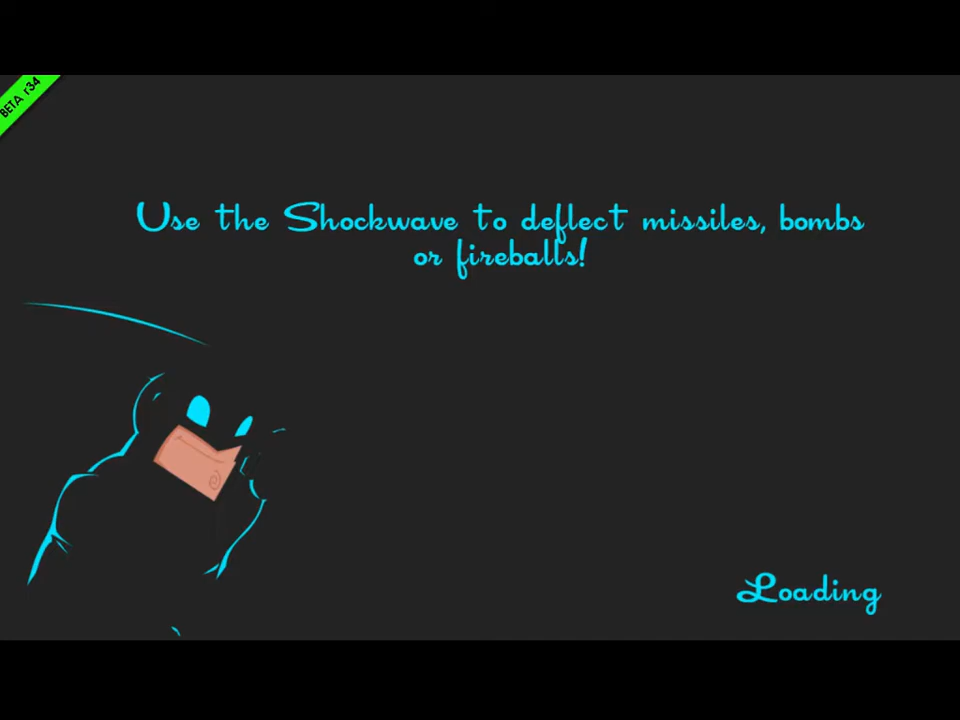 BETA r34
Use the Shockwave to deflect missiles, bombs
or fireballs!
Loading